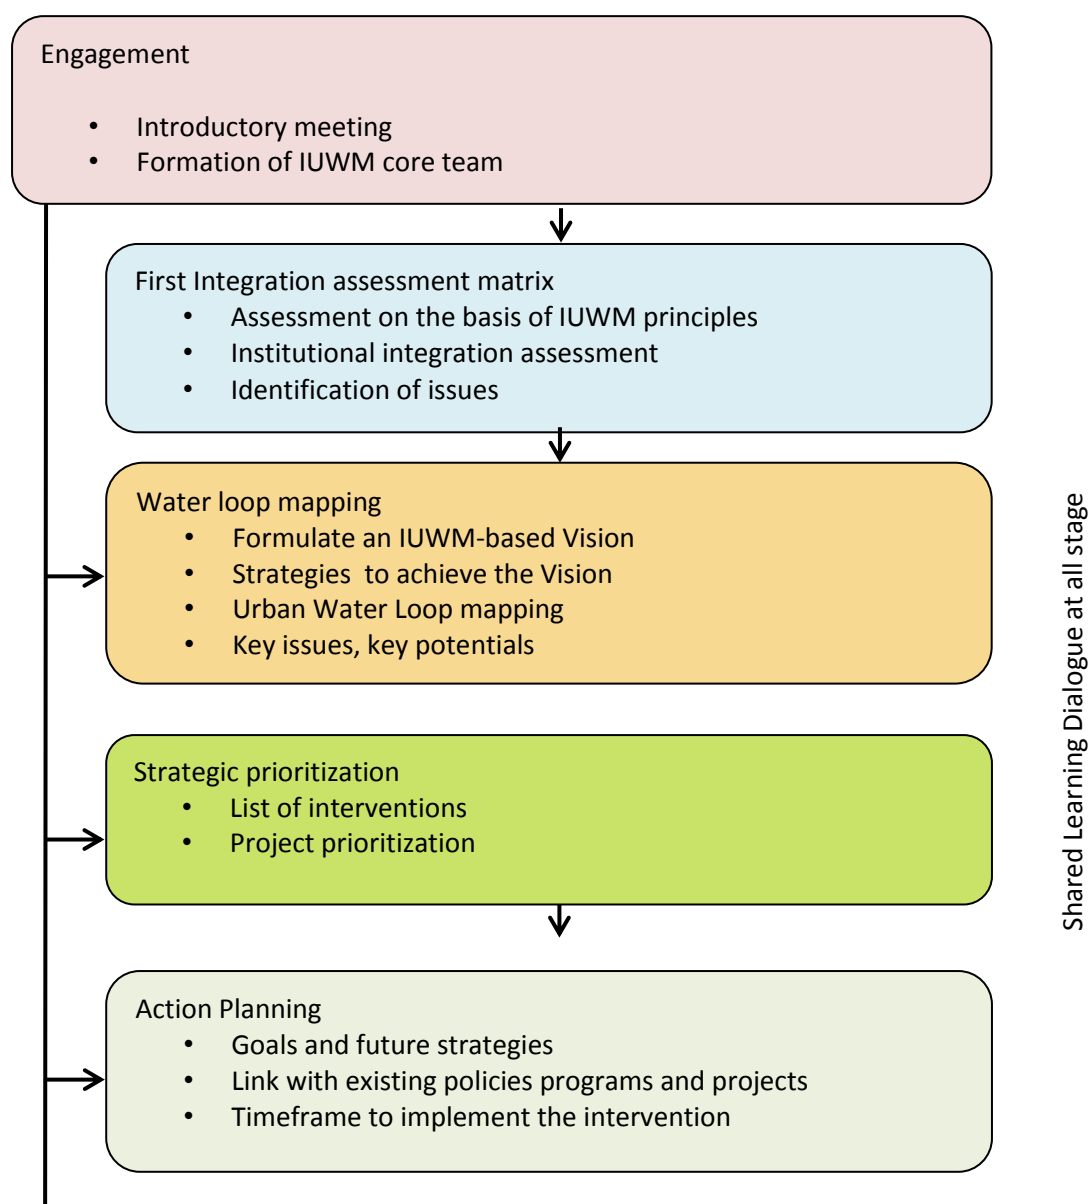 Engagement
• Introductory meeting
• Formation of IUWM core team
First Integration assessment matrix
• Assessment on the basis of IUWM principles
• Institutional integration assessment
• Identification of issues
Water loop mapping
• Formulate an IUWM-based Vision
• Strategies  to achieve the Vision
• Urban Water Loop mapping
• Key issues, key potentials
Strategic prioritization
• List of interventions
• Project prioritization
Action Planning
• Goals and future strategies
• Link with existing policies programs and projects
• Timeframe to implement the intervention
Shared Learning Dialogue at all stage